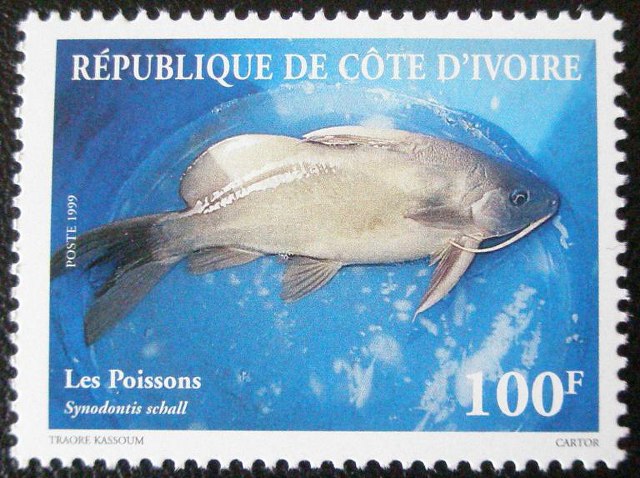 RÉPUBLIQUE DE CÔTE D'IVOIRE
POSTE 1999
Les Poissons
Synodontis schall
100F
TRAORE KASSOUM
CARTOR